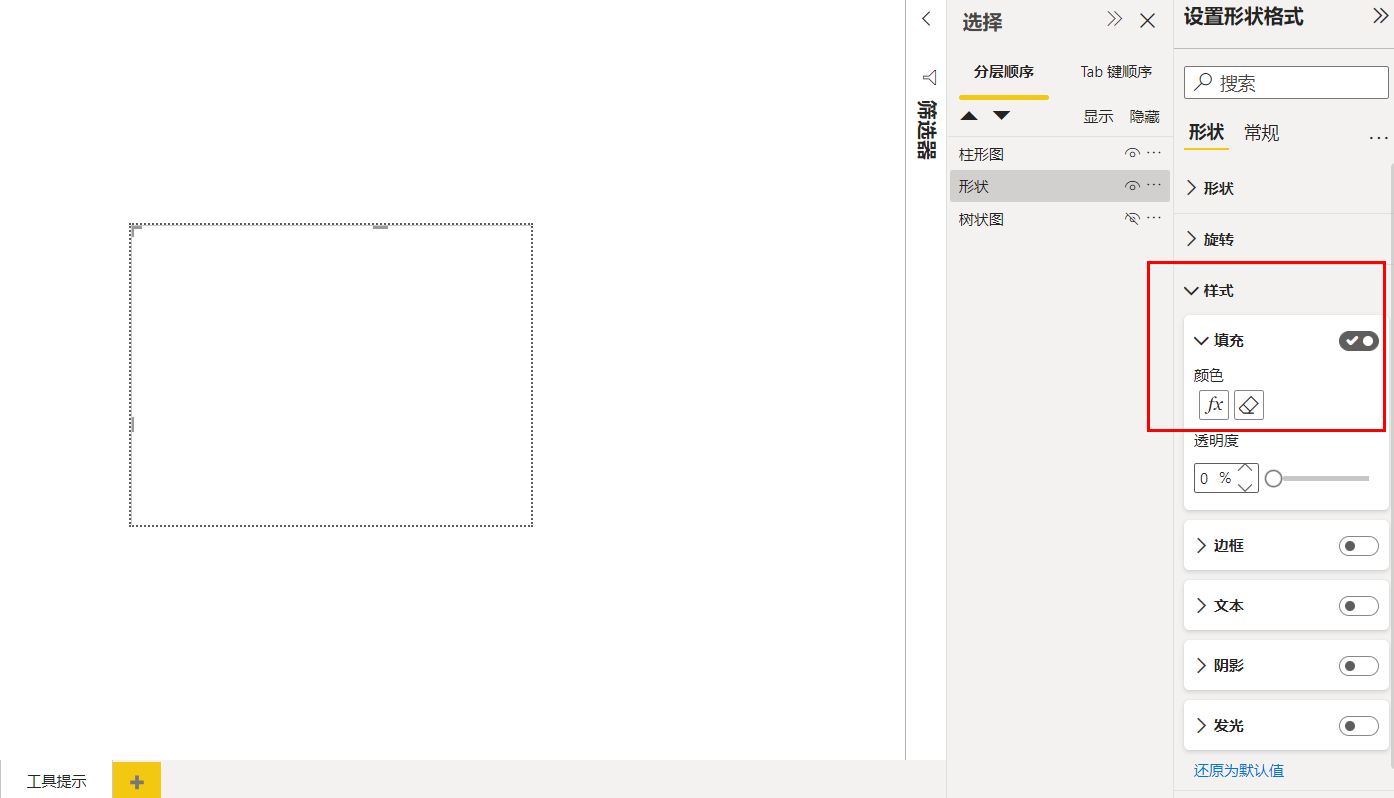 筛选器
选择
分层顺序
Tab 键顺序
显示
隐藏
柱形图
形状
树状图
设置形状格式
搜索
形状
常规
形状
旋转
样式
填充
颜色
fx
透明度
0 %
边框
文本
阴影
发光
还原为默认值
工具提示